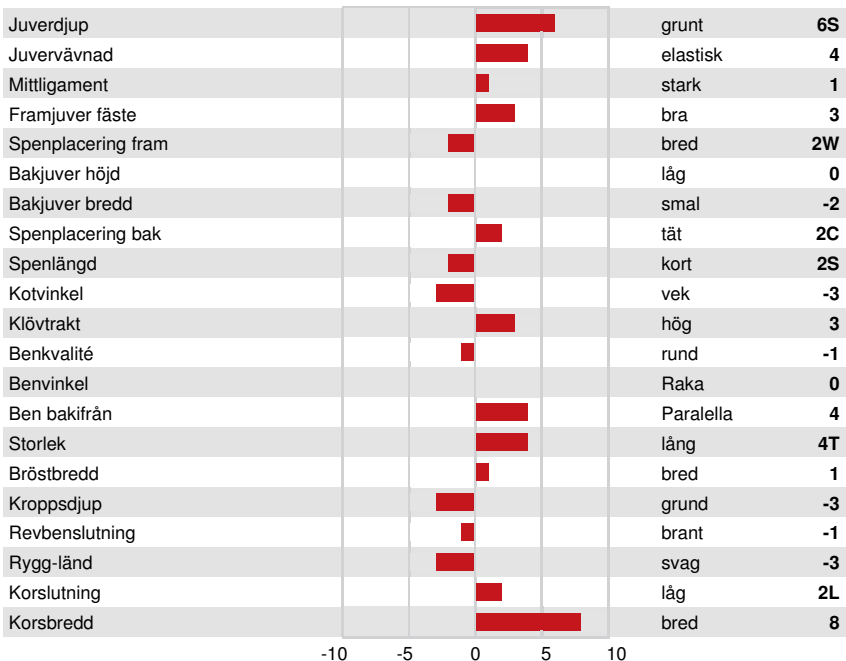 Juverdjup grunt 6S
Juvervävnad elastisk 4
Mittligament stark 1
Framjuver fäste bra 3
Spenplacering fram bred 2W
Bakjuver höjd låg 0
Bakjuver bredd smal -2
Spenplacering bak tät 2C
Spenlängd kort 2S
Kotvinkel vek -3
Klövtrakt hög 3
Benkvalité rund -1
Benvinkel Raka 0
Ben bakifrån Paralella 4
Storlek lång 4T
Bröstbredd bred 1
Kroppsdjup grund -3
Revbenslutning brant -1
Rygg-länd svag -3
Korslutning låg 2L
Korsbredd bred 8
-10 -5 0 5 10